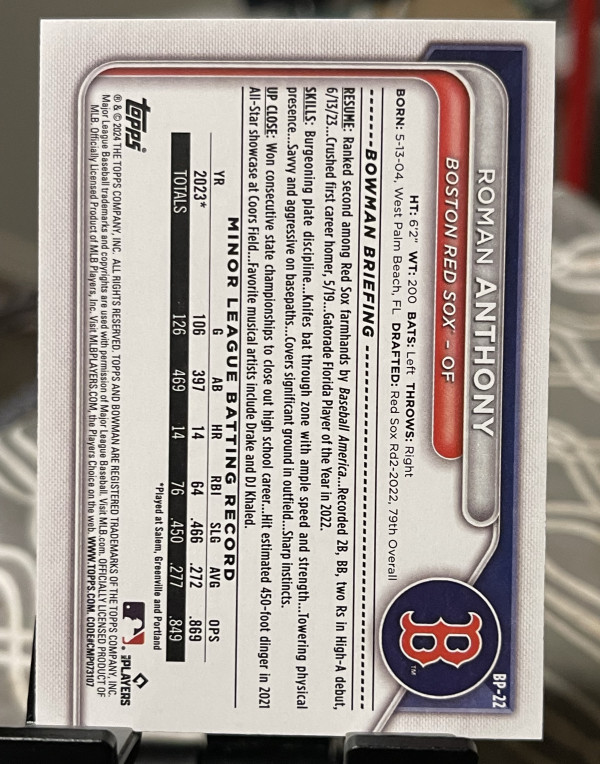 BP-22
ROMAN ANTHONY
BOSTON RED SOX™ - OF
B
™
HT: 6'2" WT: 200 BATS: Left THROWS: Right
BORN: 5-13-04, West Palm Beach, FL DRAFTED: Red Sox Rd2-2022, 79th Overall
-------BOWMAN BRIEFING-------
RESUME: Ranked second among Red Sox farmhands by Baseball America...Recorded 2B, BB, two Rs in High-A debut,
6/13/23...Crushed first career homer, 5/19...Gatorade Florida Player of the Year in 2022.
SKILLS: Burgeoning plate discipline...Knifes bat through zone with ample speed and strength...Towering physical
presence...Savvy and aggressive on basepaths...Covers significant ground in outfield...Sharp instincts.
UP CLOSE: Won consecutive state championships to close out high school career...Hit estimated 450-foot dinger in 2021
All-Star showcase at Coors Field...Favorite musical artists include Drake and DJ Khaled.
MINOR LEAGUE BATTING RECORD
YR G AB HR RBI SLG AVG OPS
2023* 106 397 14 64 .466 .272 .869
TOTALS 126 469 14 76 .450 .277 .849
*Played at Salem, Greenville and Portland
topps®
PLAYERS
® & © 2024 THE TOPPS COMPANY, INC. ALL RIGHTS RESERVED. TOPPS AND BOWMAN ARE REGISTERED TRADEMARKS OF THE TOPPS COMPANY, INC.
Major League Baseball trademarks and copyrights are used with permission of Major League Baseball. Visit MLB.com. OFFICIALLY LICENSED PRODUCT OF
MLB. Officially Licensed Product of MLB Players, Inc. Visit MLBPLAYERS.COM, the Players Choice on the web. WWW.TOPPS.COM. CODE#CMP073107